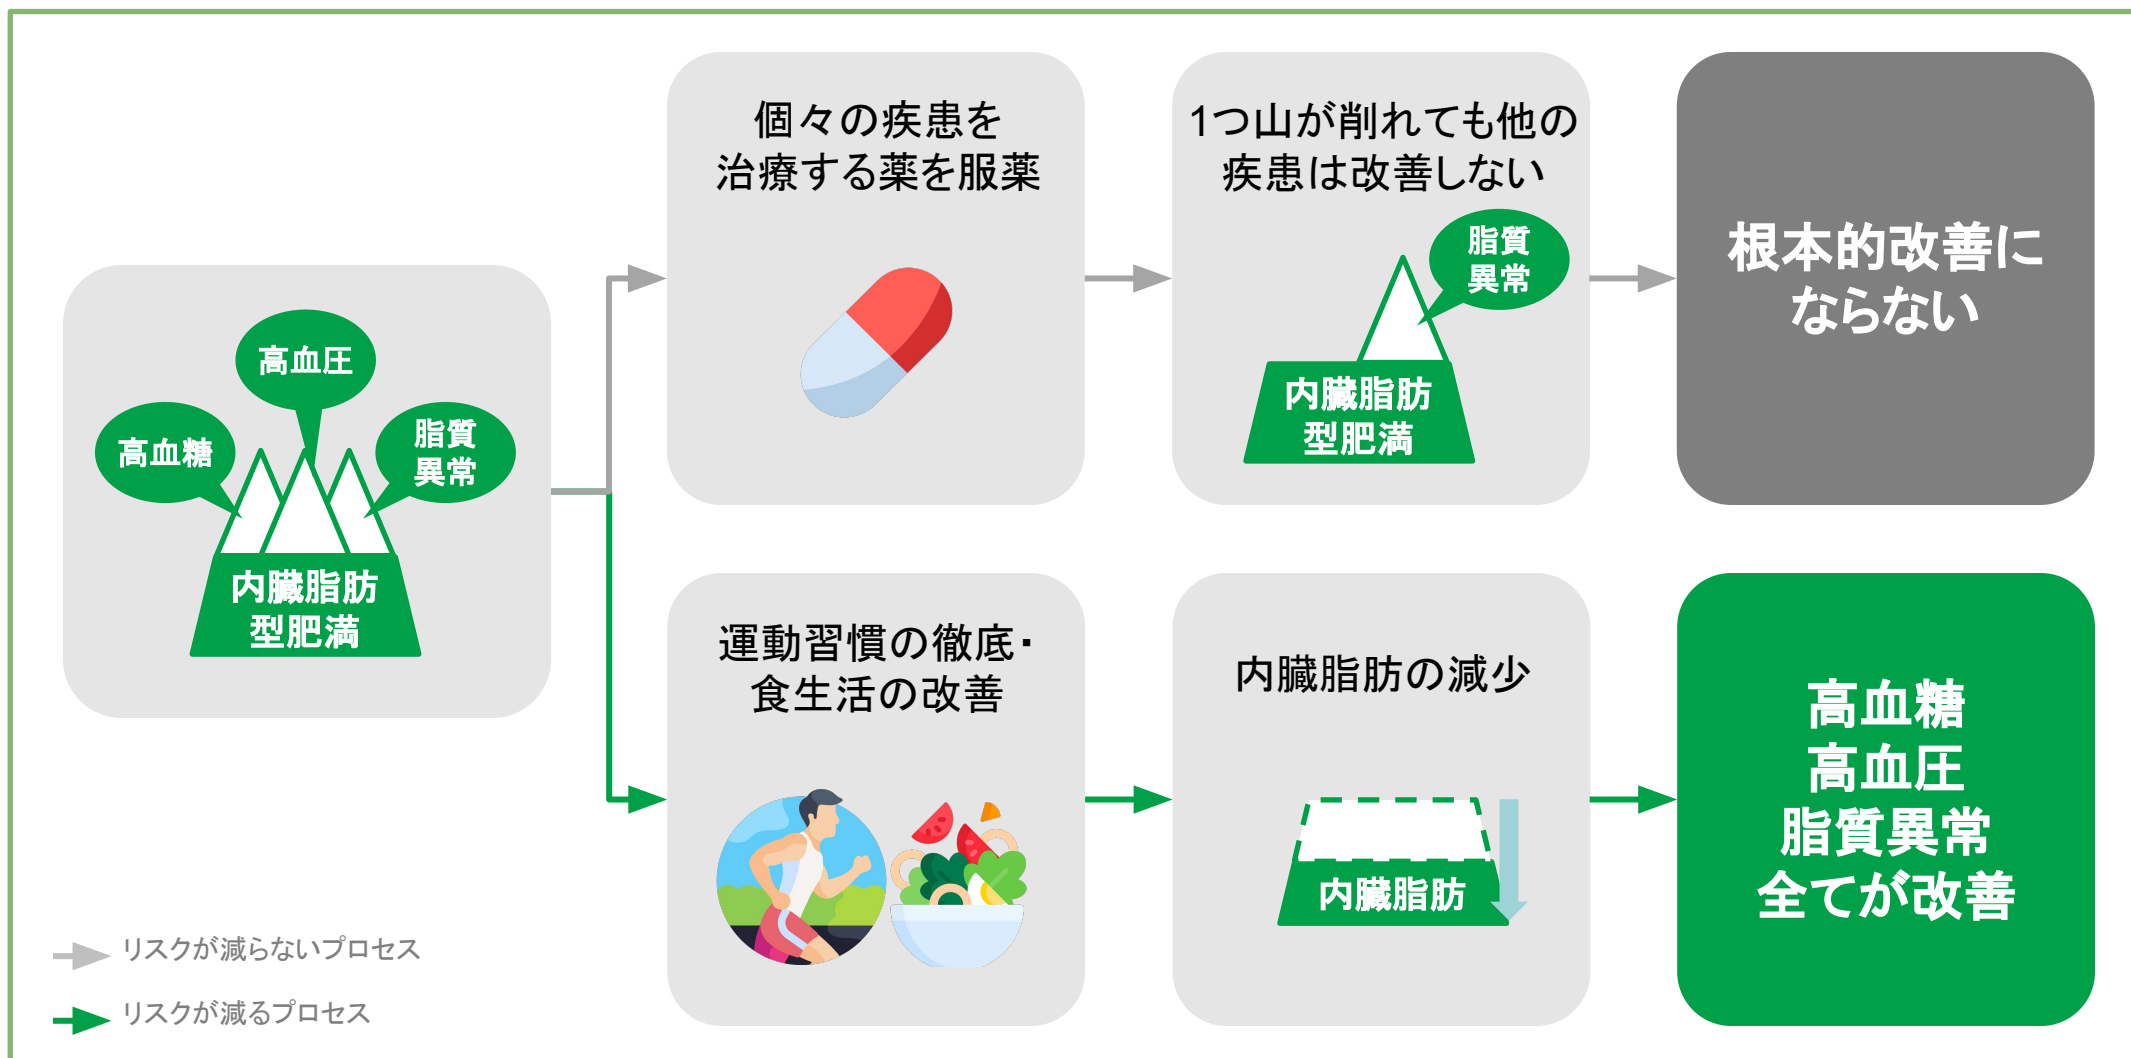 高血圧
高血糖
脂質
異常
内臓脂肪
型肥満
個々の疾患を
治療する薬を服薬
1つ山が削れても他の
疾患は改善しない
脂質
異常
内臓脂肪
型肥満
根本的改善に
ならない
運動習慣の徹底・
食生活の改善
内臓脂肪の減少
内臓脂肪
高血糖
高血圧
脂質異常
全てが改善
リスクが減らないプロセス
リスクが減るプロセス